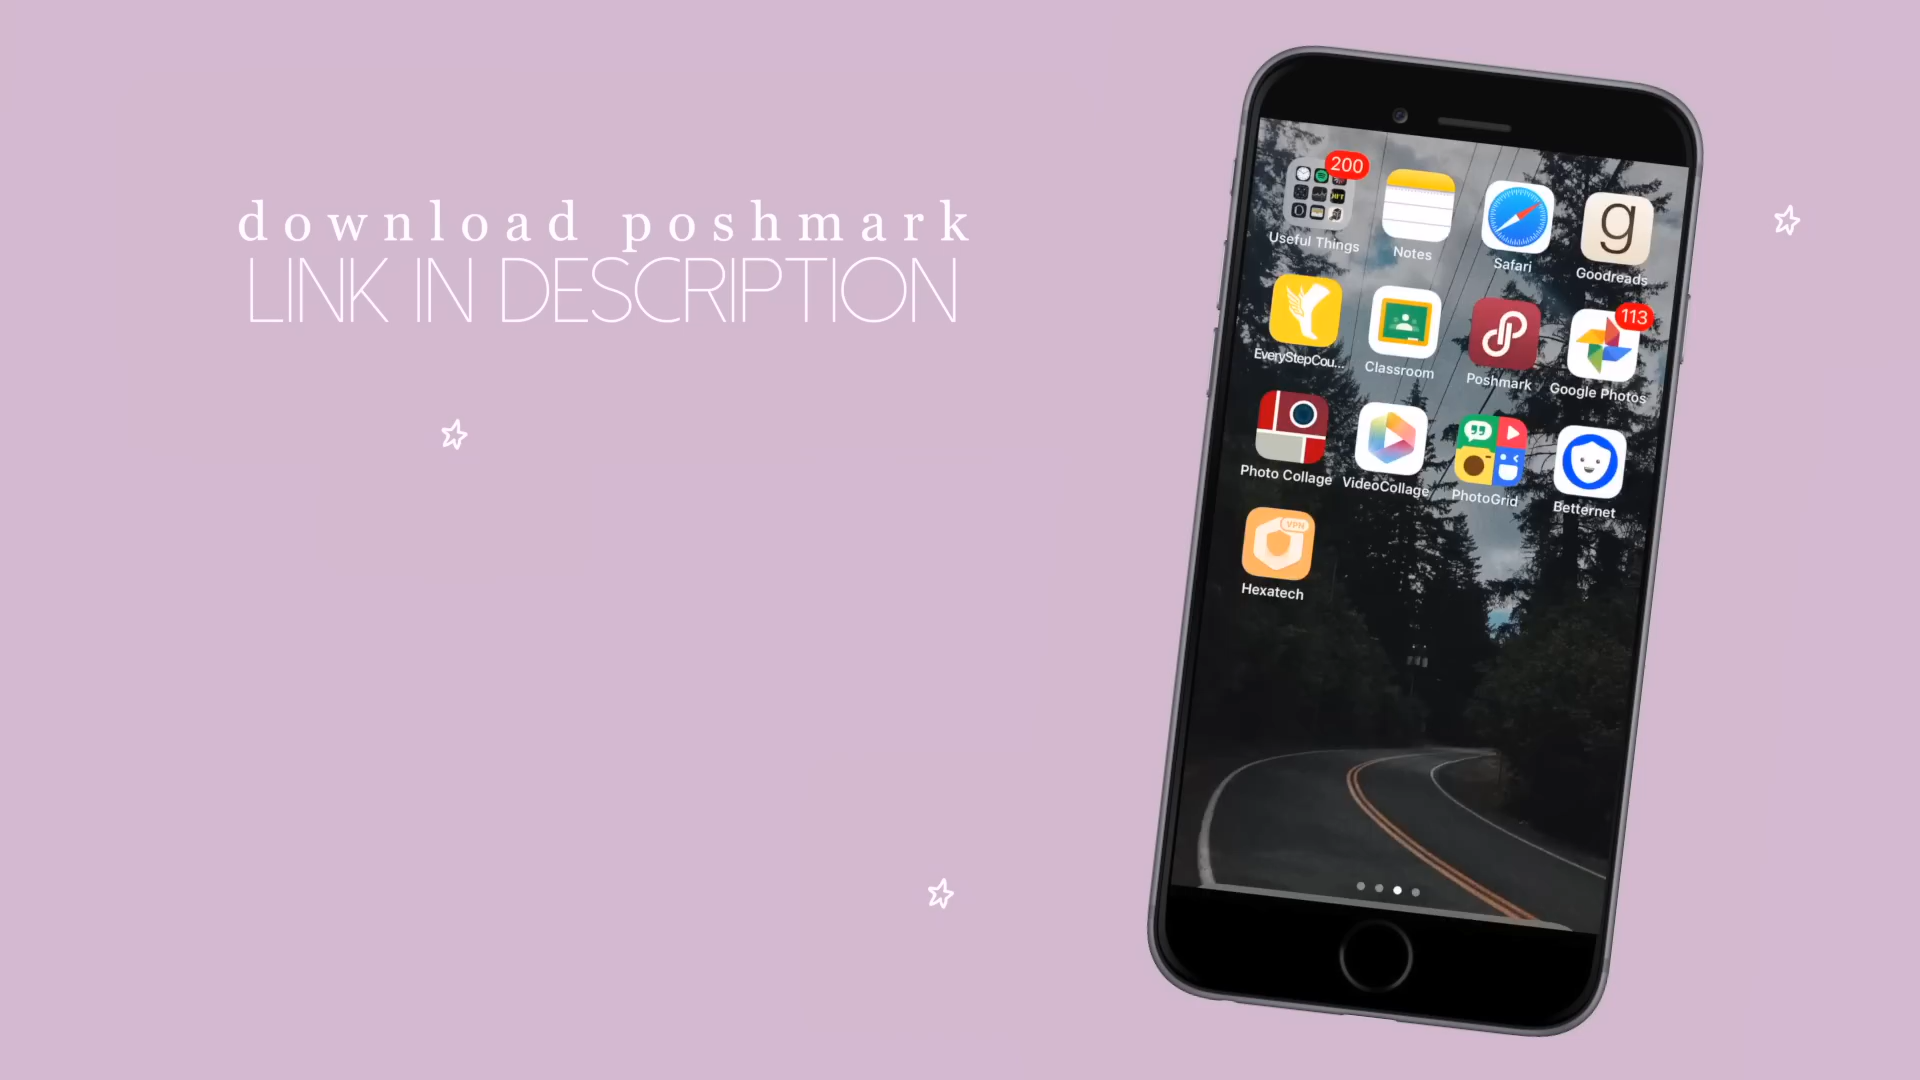 download poshmark
LINK IN DESCRIPTION
200
Useful Things
Notes
Safari
g
Goodreads
113
EveryStepCou...
Classroom
Poshmark
Google Photos
Photo Collage
VideoCollage
PhotoGrid
Betternet
VPN
Hexatech